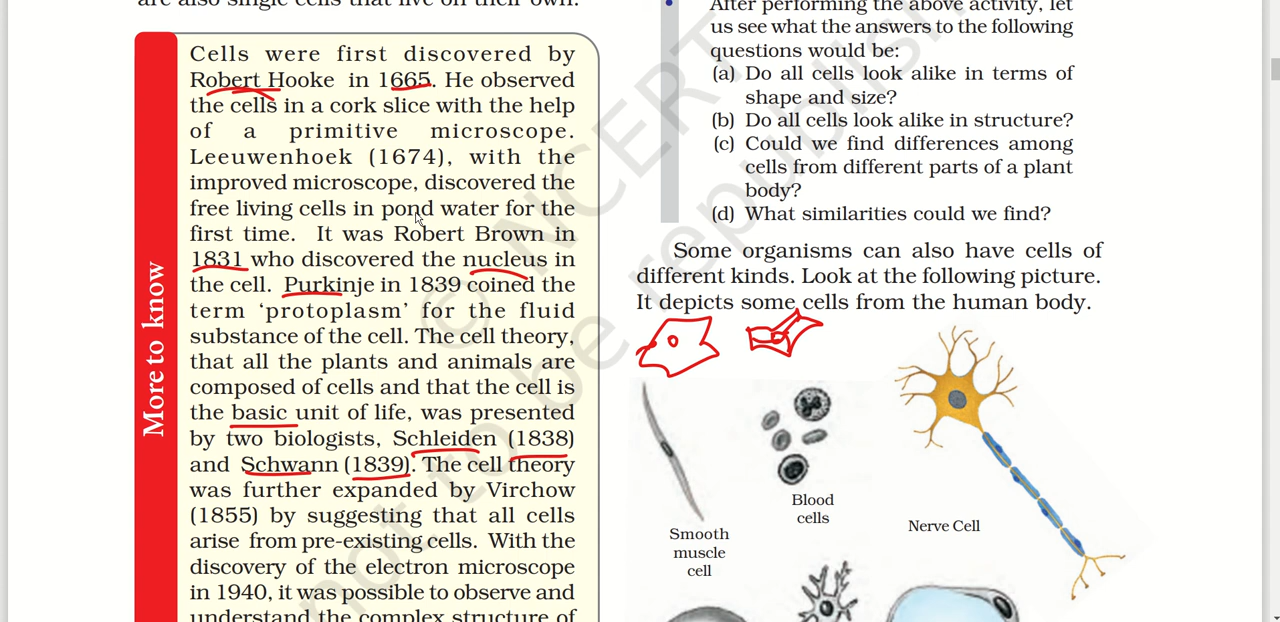 are also single cells that live on their own.
More to know
Cells were first discovered by
Robert Hooke in 1665. He observed
the cells in a cork slice with the help
of a primitive microscope.
Leeuwenhoek (1674), with the
improved microscope, discovered the
free living cells in pond water for the
first time. It was Robert Brown in
1831 who discovered the nucleus in
the cell. Purkinje in 1839 coined the
term ‘protoplasm’ for the fluid
substance of the cell. The cell theory,
that all the plants and animals are
composed of cells and that the cell is
the basic unit of life, was presented
by two biologists, Schleiden (1838)
and Schwann (1839). The cell theory
was further expanded by Virchow
(1855) by suggesting that all cells
arise from pre-existing cells. With the
discovery of the electron microscope
in 1940, it was possible to observe and
understand the complex structure of
• After performing the above activity, let
us see what the answers to the following
questions would be:
(a) Do all cells look alike in terms of
shape and size?
(b) Do all cells look alike in structure?
(c) Could we find differences among
cells from different parts of a plant
body?
(d) What similarities could we find?
Some organisms can also have cells of
different kinds. Look at the following picture.
It depicts some cells from the human body.
Smooth
muscle
cell
Blood
cells
Nerve Cell
© NCERT
not to be republish